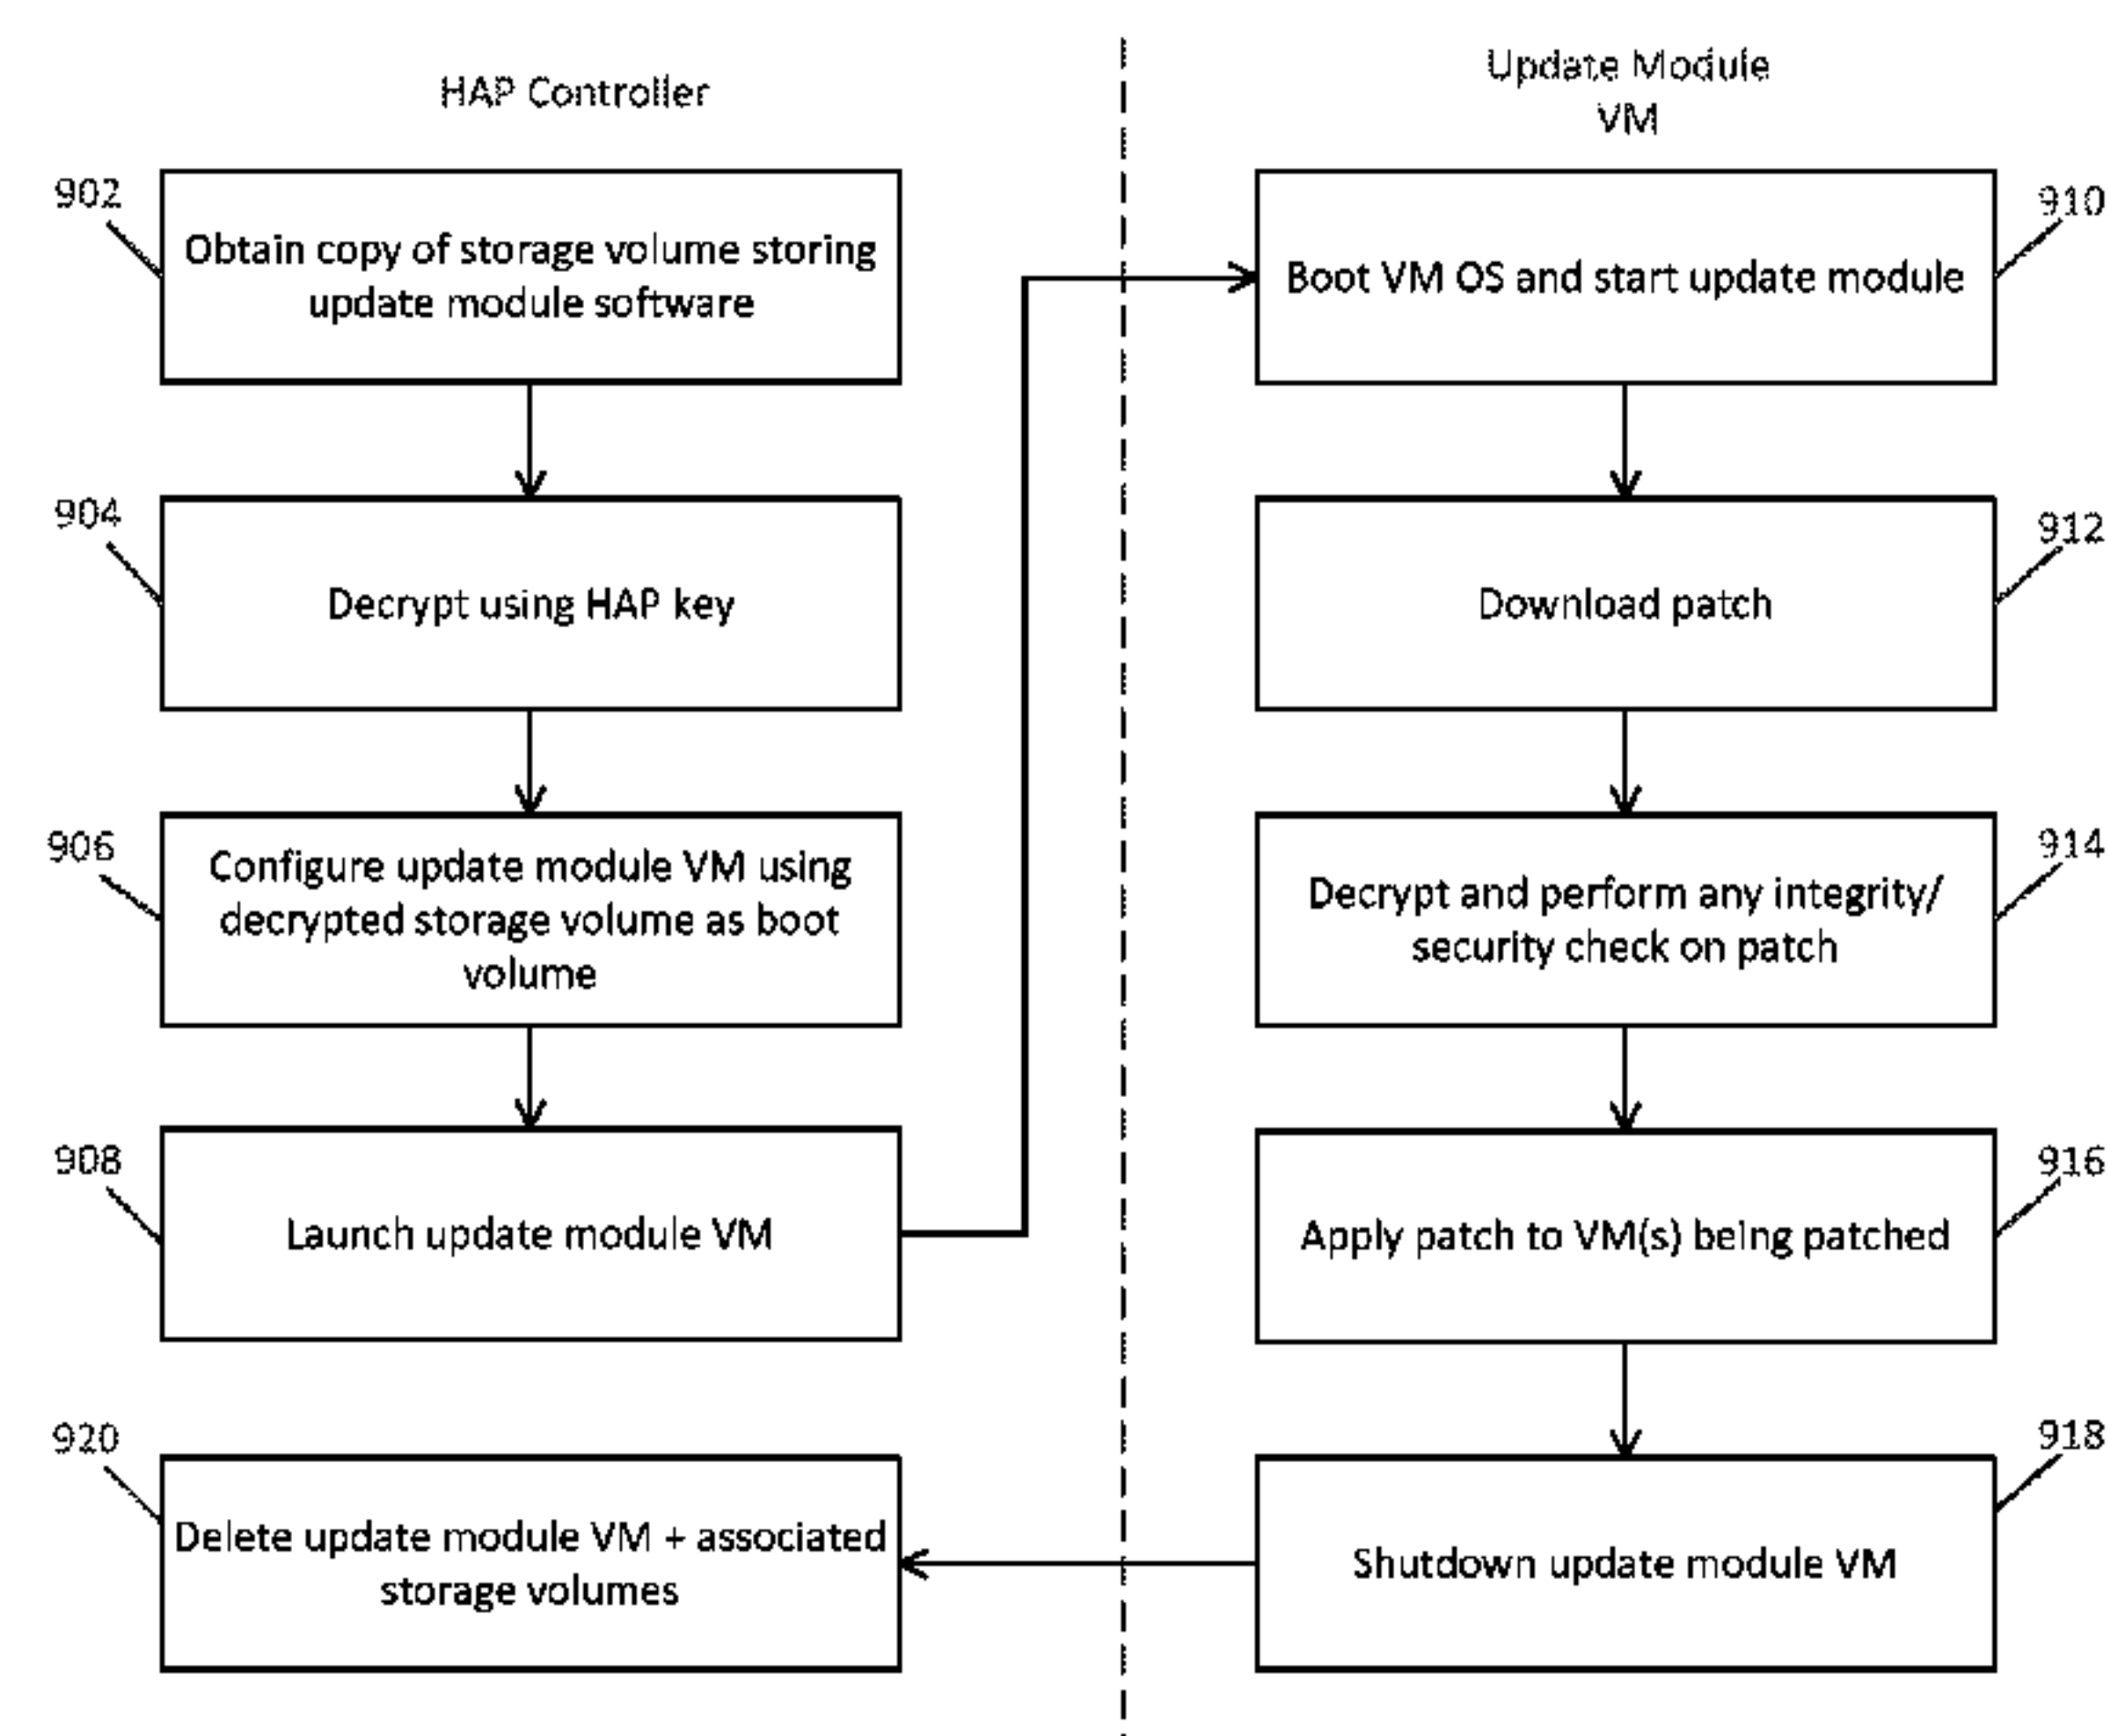 HAP Controller
902
Obtain copy of storage volume storing
update module software
904
Decrypt using HAP key
906
Configure update module VM using
decrypted storage volume as boot
volume
908
Launch update module VM
920
Delete update module VM + associated
storage volumes
Update Module
VM
910
Boot VM OS and start update module
912
Download patch
914
Decrypt and perform any integrity/
security check on patch
916
Apply patch to VM(s) being patched
918
Shutdown update module VM